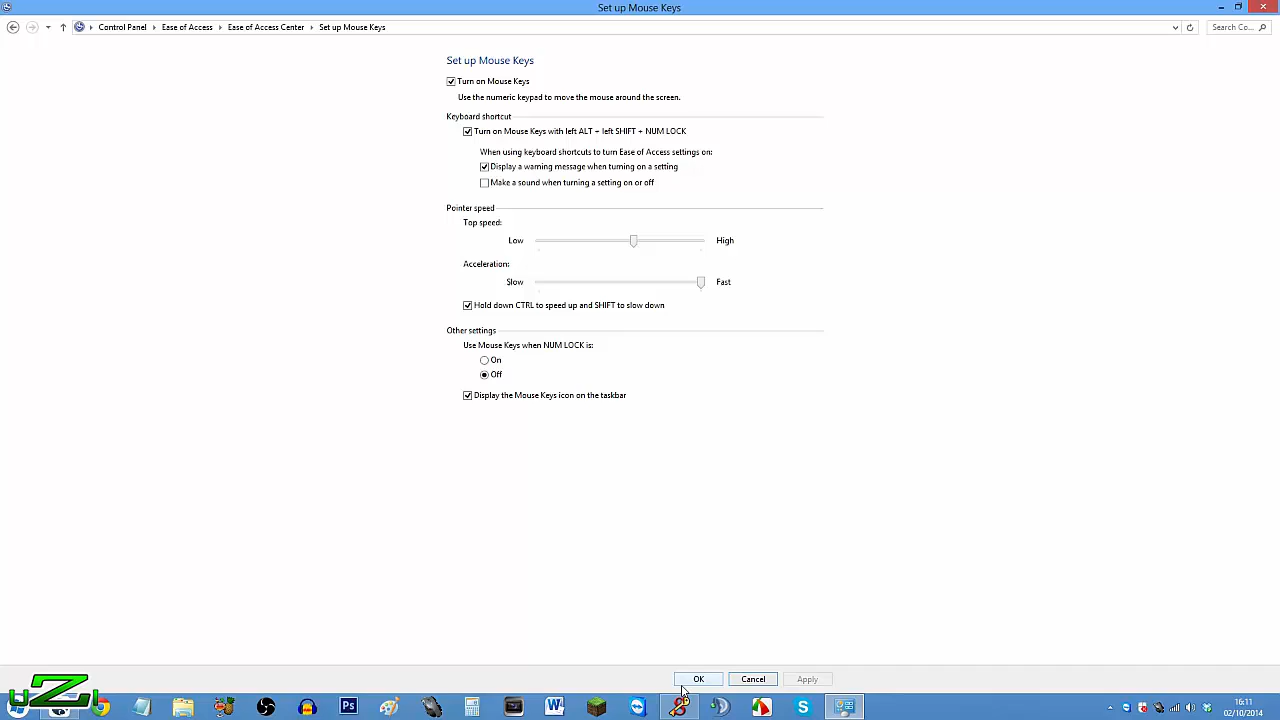 Set up Mouse Keys
Control Panel
Ease of Access
Ease of Access Center
Set up Mouse Keys
Search Co...
Set up Mouse Keys
Turn on Mouse Keys
Use the numeric keypad to move the mouse around the screen.
Keyboard shortcut
Turn on Mouse Keys with left ALT + left SHIFT + NUM LOCK
When using keyboard shortcuts to turn Ease of Access settings on:
Display a warning message when turning on a setting
Make a sound when turning a setting on or off
Pointer speed
Top speed:
Low
High
Acceleration:
Slow
Fast
Hold down CTRL to speed up and SHIFT to slow down
Other settings
Use Mouse Keys when NUM LOCK is:
On
Off
Display the Mouse Keys icon on the taskbar
OK
Cancel
Apply
uZi
Ps
W
S
16:11
02/10/2014